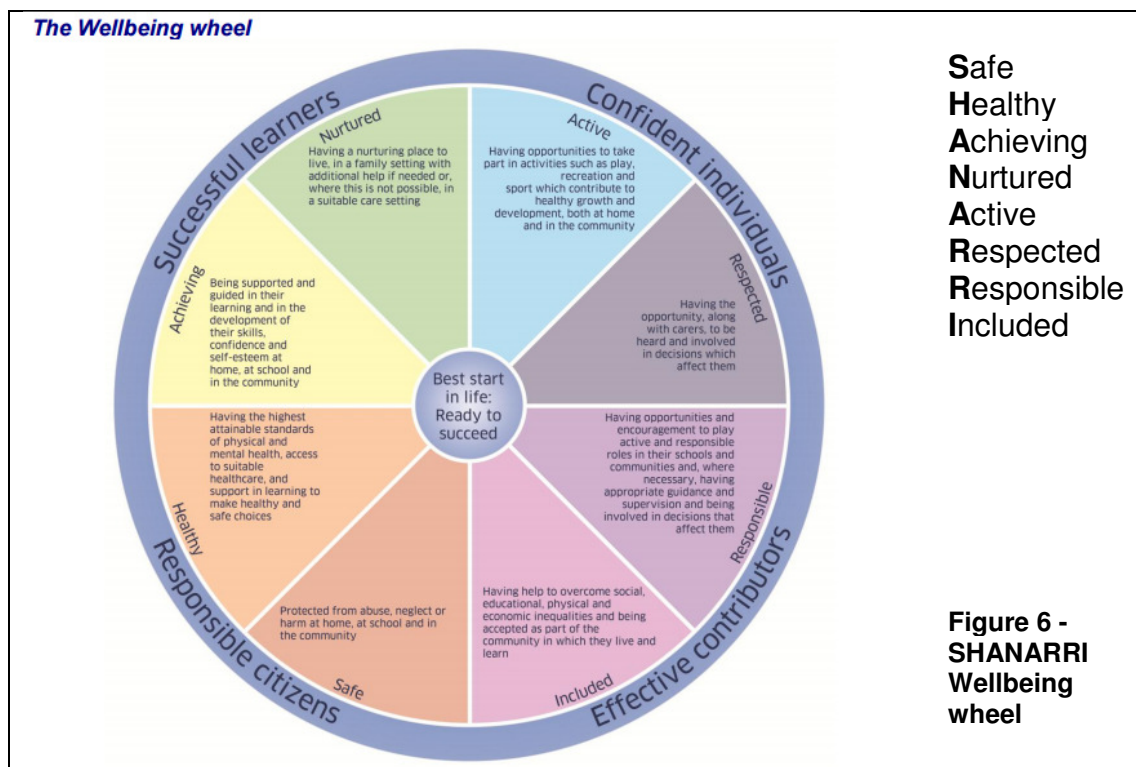 The Wellbeing wheel
Successful learners
Confident individuals
Nurtured
Having a nurturing place to
live, in a family setting with
additional help if needed or,
where this is not possible, in
a suitable care setting
Active
Having opportunities to take
part in activities such as play,
recreation and
sport which contribute to
healthy growth and
development, both at home
and in the community
Achieving
Being supported and
guided in their
learning and in the
development of
their skills,
confidence and
self-esteem at
home, at school and
in the community
Respected
Having the
opportunity, along
with carers, to be
heard and involved
in decisions which
affect them
Best start
in life:
Ready to
succeed
Healthy
Having the highest
attainable standards
of physical and
mental health, access
to suitable
healthcare, and
support in learning to
make healthy and
safe choices
Responsible
Having opportunities and
encouragement to play
active and responsible
roles in their schools and
communities and, where
necessary, having
appropriate guidance and
supervision and being
involved in decisions that
affect them
Protected from abuse, neglect or
harm at home, at school and in
the community
Safe
Having help to overcome social,
educational, physical and
economic inequalities and being
accepted as part of the
community in which they live and
learn
Included
Responsible citizens
Effective contributors
Safe
Healthy
Achieving
Nurtured
Active
Respected
Responsible
Included
Figure 6 -
SHANARRI
Wellbeing
wheel